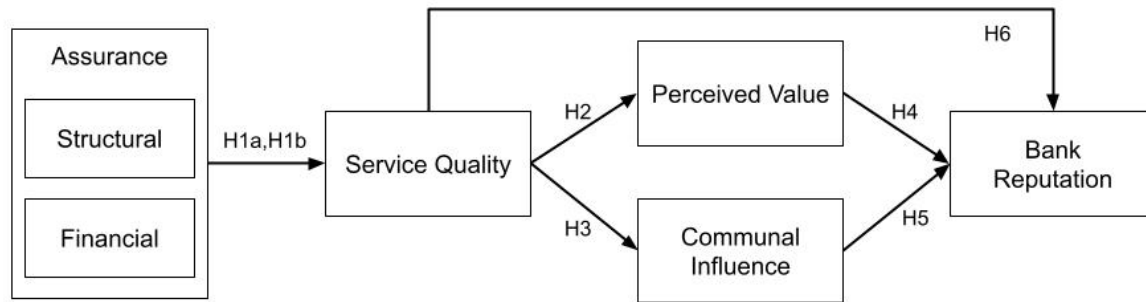 Assurance
Structural
Financial
H1a,H1b
Service Quality
H2
H3
Perceived Value
Communal
Influence
H4
H5
H6
Bank
Reputation